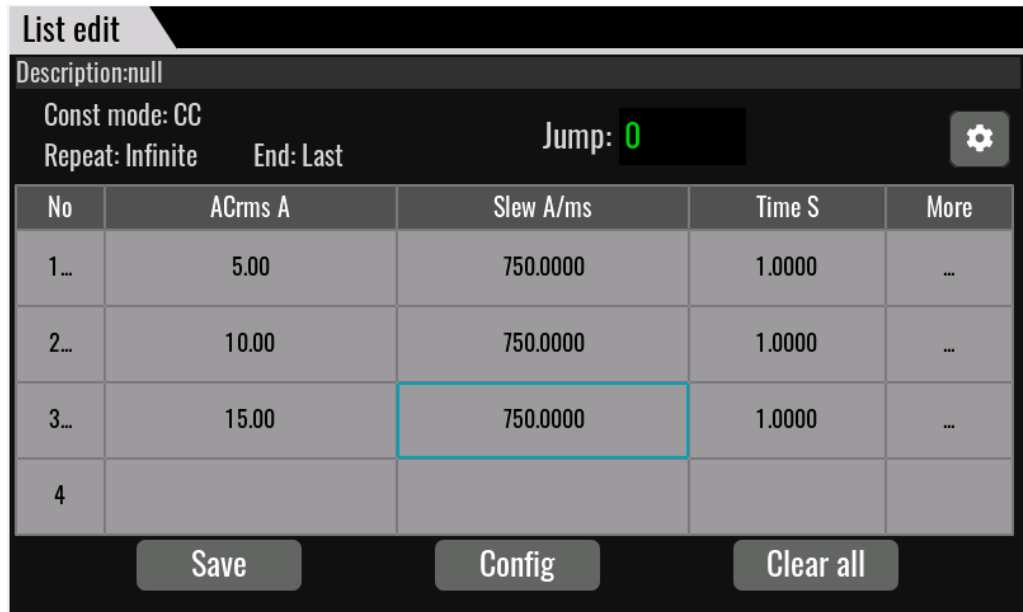 List edit
Description:null
Const mode: CC
Repeat: Infinite End: Last
Jump: 0
No ACrms A Slew A/ms Time S More
1... 5.00 750.0000 1.0000 ...
2... 10.00 750.0000 1.0000 ...
3... 15.00 750.0000 1.0000 ...
4
Save Config Clear all